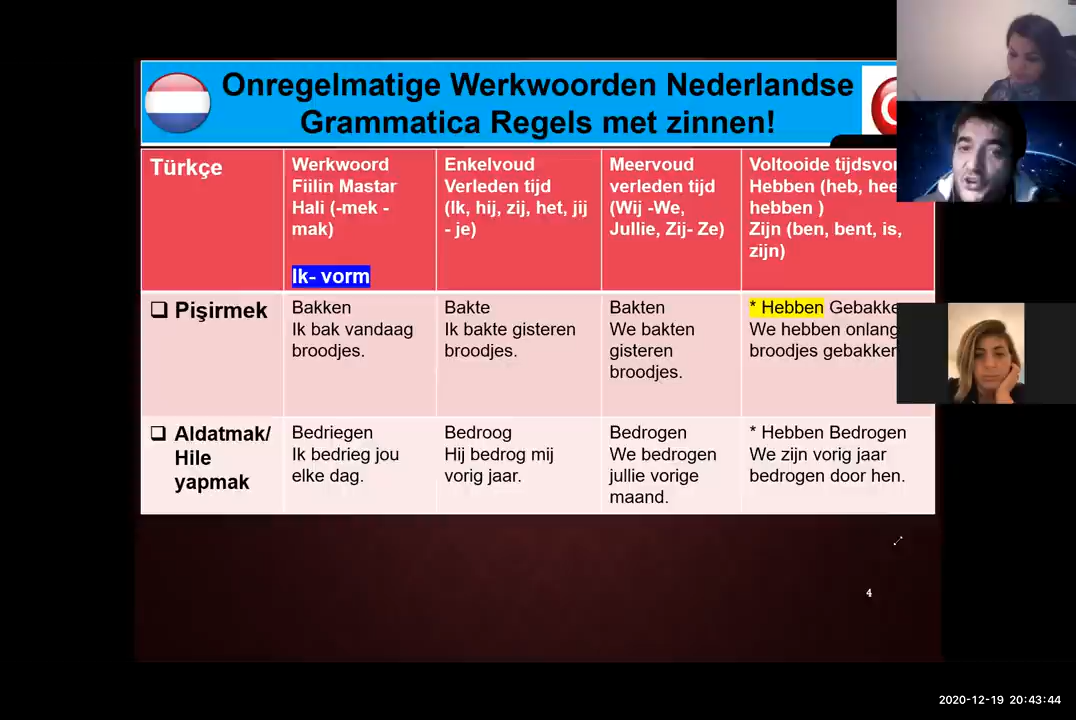 Onregelmatige Werkwoorden Nederlandse
Grammatica Regels met zinnen!
Türkçe
Werkwoord
Fiilin Mastar
Hali (-mek -
mak)
Ik- vorm
Enkelvoud
Verleden tijd
(Ik, hij, zij, het, jij
- je)
Meervoud
verleden tijd
(Wij -We,
Jullie, Zij- Ze)
Voltooide
Hebben (heb,
hebben )
Zijn (ben, bent, is,
zijn)
❑ Pişirmek
Bakken
Ik bak vandaag
broodjes.
Bakte
Ik bakte gisteren
broodjes.
Bakten
We bakten
gisteren
broodjes.
* Hebben
We hebben
broodjes
❑ Aldatmak/
Hile
yapmak
Bedriegen
Ik bedrieg jou
elke dag.
Bedroog
Hij bedrog mij
vorig jaar.
Bedrogen
We bedrogen
jullie vorige
maand.
* Hebben Bedrogen
We zijn vorig jaar
bedrogen door hen.
4
2020-12-19 20:43:44